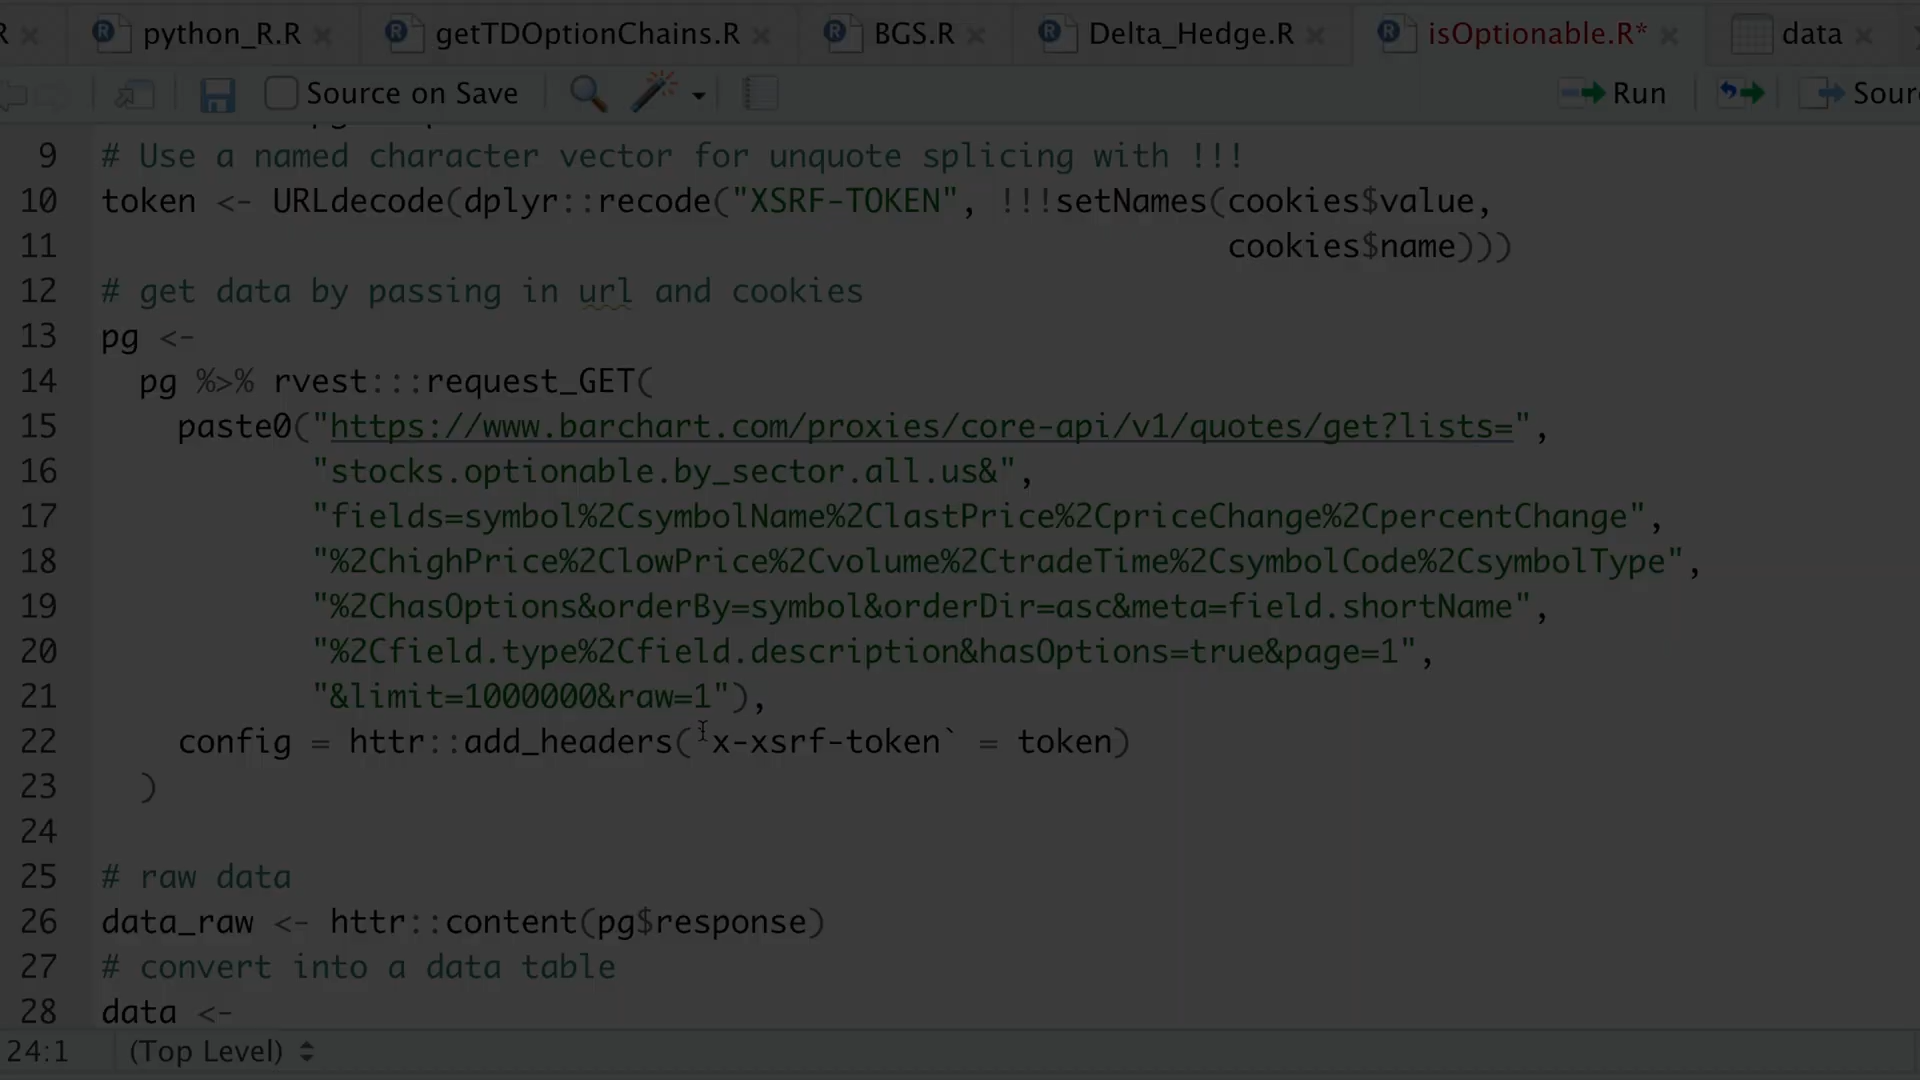 R python_R.R getTDOptionChains.R BGS.R Delta_Hedge.R isOptionable.R* data
Source on Save Run
9 # Use a named character vector for unquote splicing with !!!
10 token <- URLdecode(dplyr::recode("XSRF-TOKEN", !!!setNames(cookies$value,
11 cookies$name)))
12 # get data by passing in url and cookies
13 pg <-
14 pg %>% rvest:::request_GET(
15 paste0("https://www.barchart.com/proxies/core-api/v1/quotes/get?lists=",
16 "stocks.optionable.by_sector.all.us&",
17 "fields=symbol%2CsymbolName%2ClastPrice%2CpriceChange%2CpercentChange",
18 "%2ChighPrice%2ClowPrice%2Cvolume%2CtradeTime%2CsymbolCode%2CsymbolType",
19 "%2ChasOptions&orderBy=symbol&orderDir=asc&meta=field.shortName",
20 "%2Cfield.type%2Cfield.description&hasOptions=true&page=1",
21 "&limit=1000000&raw=1"),
22 config = httr::add_headers(`x-xsrf-token` = token)
23 )
24
25 # raw data
26 data_raw <- httr::content(pg$response)
27 # convert into a data table
28 data <-
24:1 (Top Level)